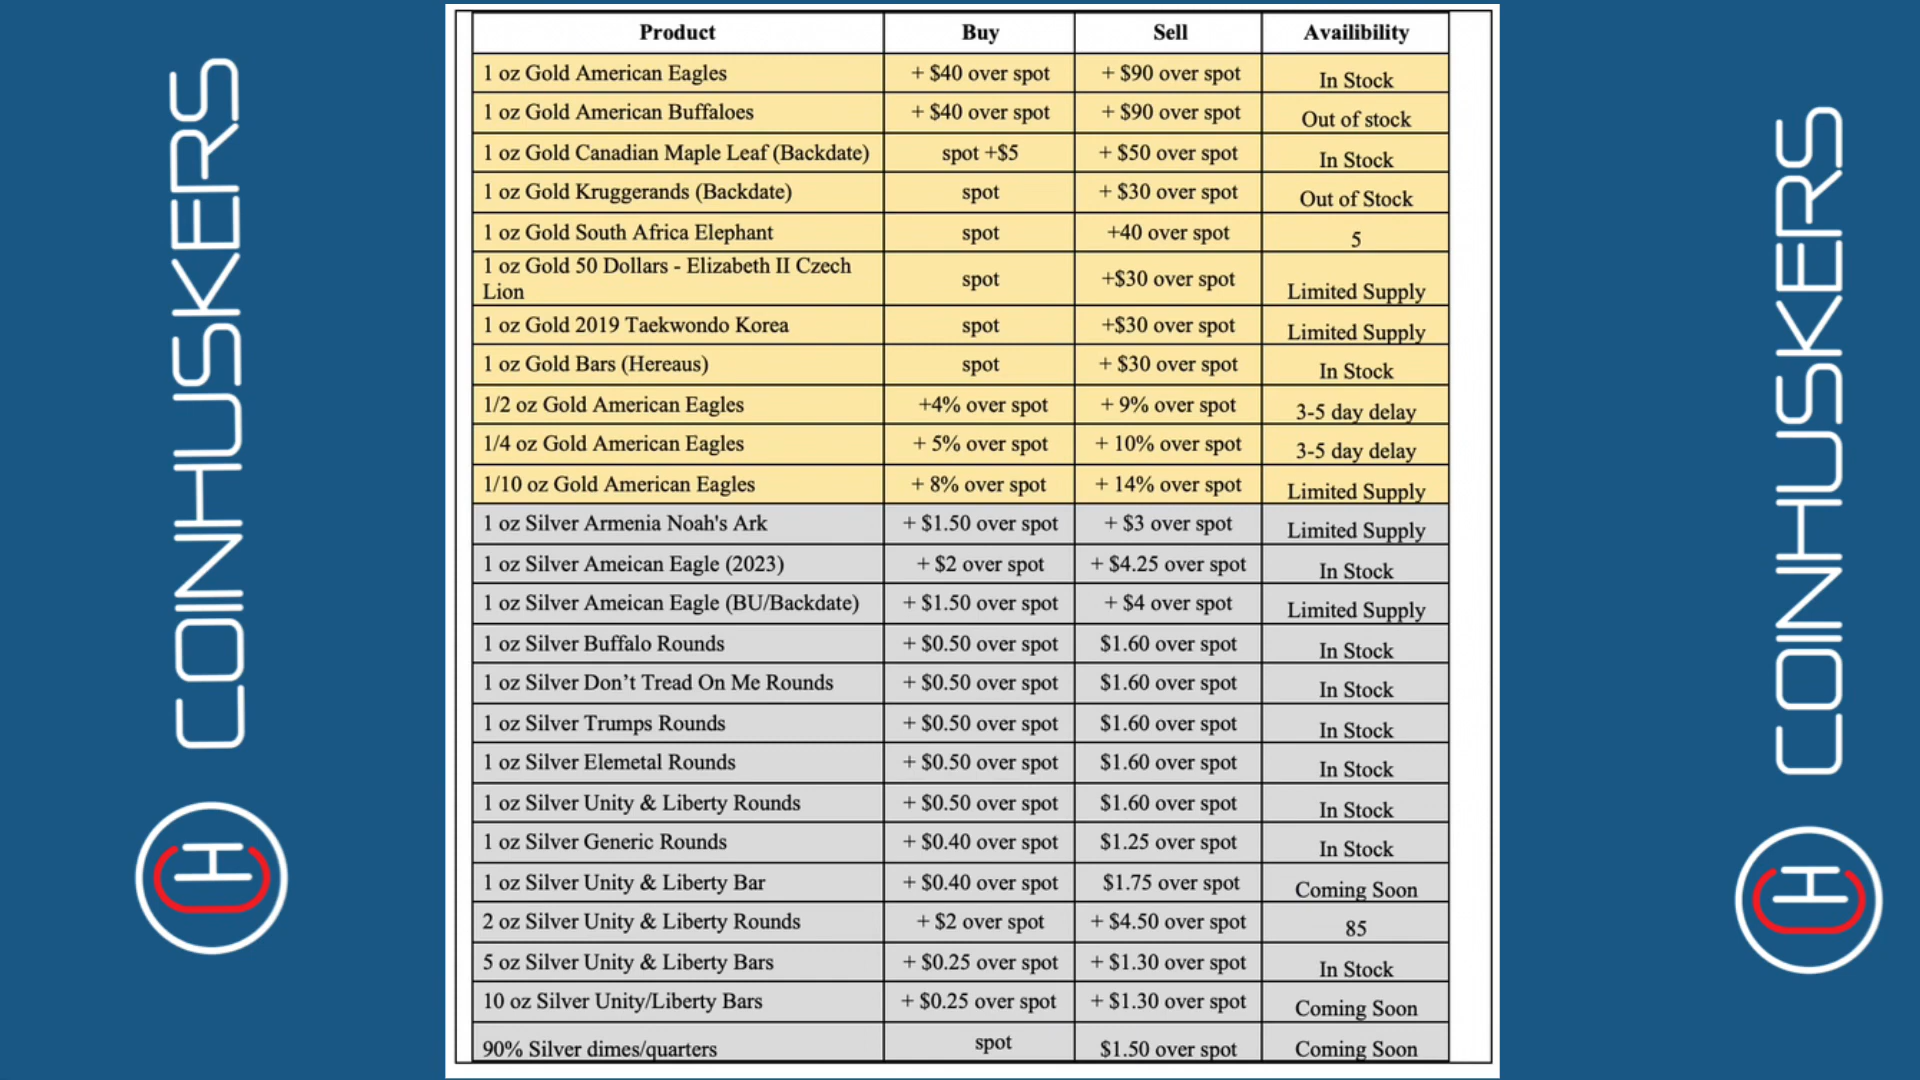 COINHUSKERS
Product Buy Sell Availibility
1 oz Gold American Eagles + $40 over spot + $90 over spot In Stock
1 oz Gold American Buffaloes + $40 over spot + $90 over spot Out of stock
1 oz Gold Canadian Maple Leaf (Backdate) spot +$5 + $50 over spot In Stock
1 oz Gold Kruggerands (Backdate) spot + $30 over spot Out of Stock
1 oz Gold South Africa Elephant spot +40 over spot 5
1 oz Gold 50 Dollars - Elizabeth II Czech
Lion spot +$30 over spot Limited Supply
1 oz Gold 2019 Taekwondo Korea spot +$30 over spot Limited Supply
1 oz Gold Bars (Hereaus) spot + $30 over spot In Stock
1/2 oz Gold American Eagles +4% over spot + 9% over spot 3-5 day delay
1/4 oz Gold American Eagles + 5% over spot + 10% over spot 3-5 day delay
1/10 oz Gold American Eagles + 8% over spot + 14% over spot Limited Supply
1 oz Silver Armenia Noah's Ark + $1.50 over spot + $3 over spot Limited Supply
1 oz Silver Ameican Eagle (2023) + $2 over spot + $4.25 over spot In Stock
1 oz Silver Ameican Eagle (BU/Backdate) + $1.50 over spot + $4 over spot Limited Supply
1 oz Silver Buffalo Rounds + $0.50 over spot $1.60 over spot In Stock
1 oz Silver Don’t Tread On Me Rounds + $0.50 over spot $1.60 over spot In Stock
1 oz Silver Trumps Rounds + $0.50 over spot $1.60 over spot In Stock
1 oz Silver Elemetal Rounds + $0.50 over spot $1.60 over spot In Stock
1 oz Silver Unity & Liberty Rounds + $0.50 over spot $1.60 over spot In Stock
1 oz Silver Generic Rounds + $0.40 over spot $1.25 over spot In Stock
1 oz Silver Unity & Liberty Bar + $0.40 over spot $1.75 over spot Coming Soon
2 oz Silver Unity & Liberty Rounds + $2 over spot + $4.50 over spot 85
5 oz Silver Unity & Liberty Bars + $0.25 over spot + $1.30 over spot In Stock
10 oz Silver Unity/Liberty Bars + $0.25 over spot + $1.30 over spot Coming Soon
90% Silver dimes/quarters spot $1.50 over spot Coming Soon
COINHUSKERS